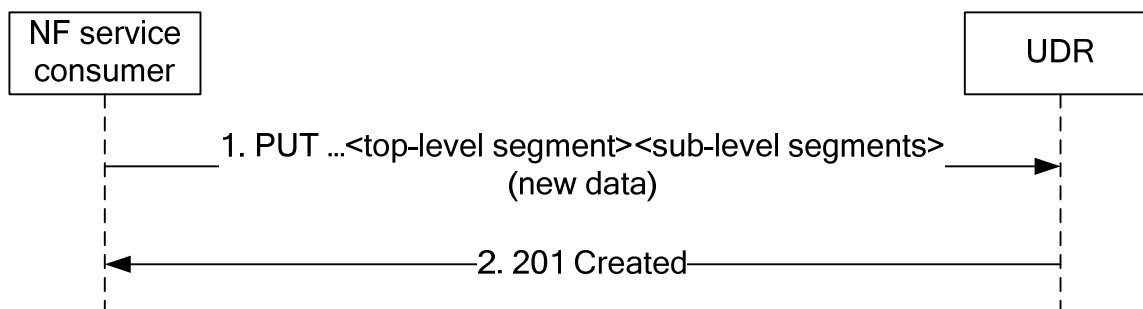 NF service
consumer
UDR
1. PUT ...<top-level segment><sub-level segments>
(new data)
2. 201 Created